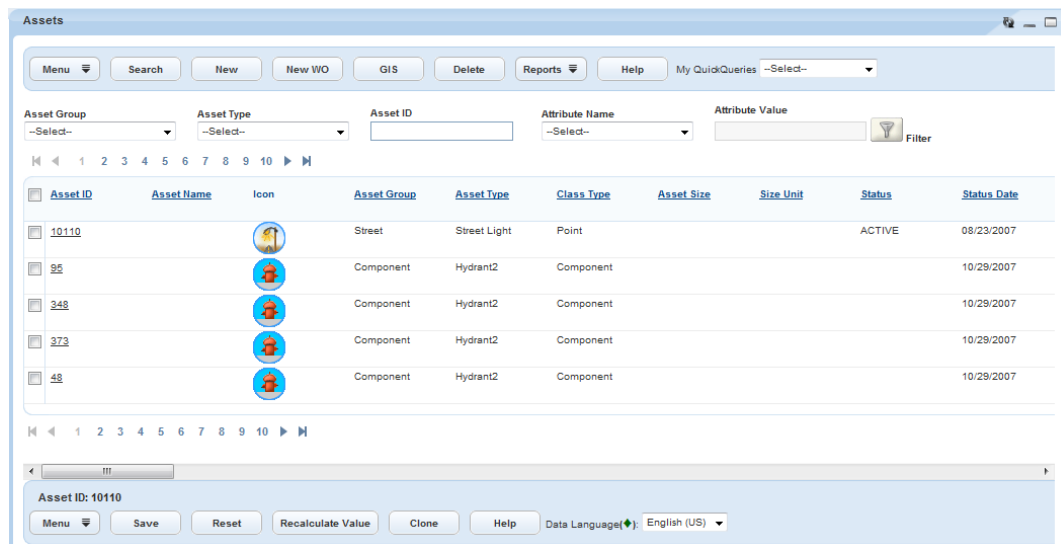 Assets
Menu Search New New WO GIS Delete Reports Help My QuickQueries --Select--
Asset Group Asset Type Asset ID Attribute Name Attribute Value
--Select-- --Select-- --Select-- Filter
1 2 3 4 5 6 7 8 9 10
Asset ID Asset Name Icon Asset Group Asset Type Class Type Asset Size Size Unit Status Status Date
10110 Street Street Light Point ACTIVE 08/23/2007
95 Component Hydrant2 Component 10/29/2007
348 Component Hydrant2 Component 10/29/2007
373 Component Hydrant2 Component 10/29/2007
48 Component Hydrant2 Component 10/29/2007
1 2 3 4 5 6 7 8 9 10
Asset ID: 10110
Menu Save Reset Recalculate Value Clone Help Data Language(♦): English (US)